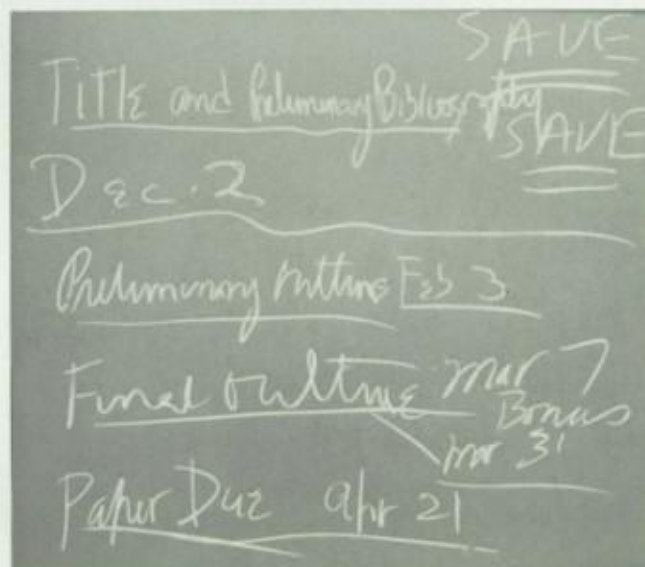 SAVE
Title and Preliminary Bibliography
SAVE
Dec. 2
Preliminary Outline Feb 3
Final Outline Mar 7
Bonus
Mar 31
Paper Due Apr 21